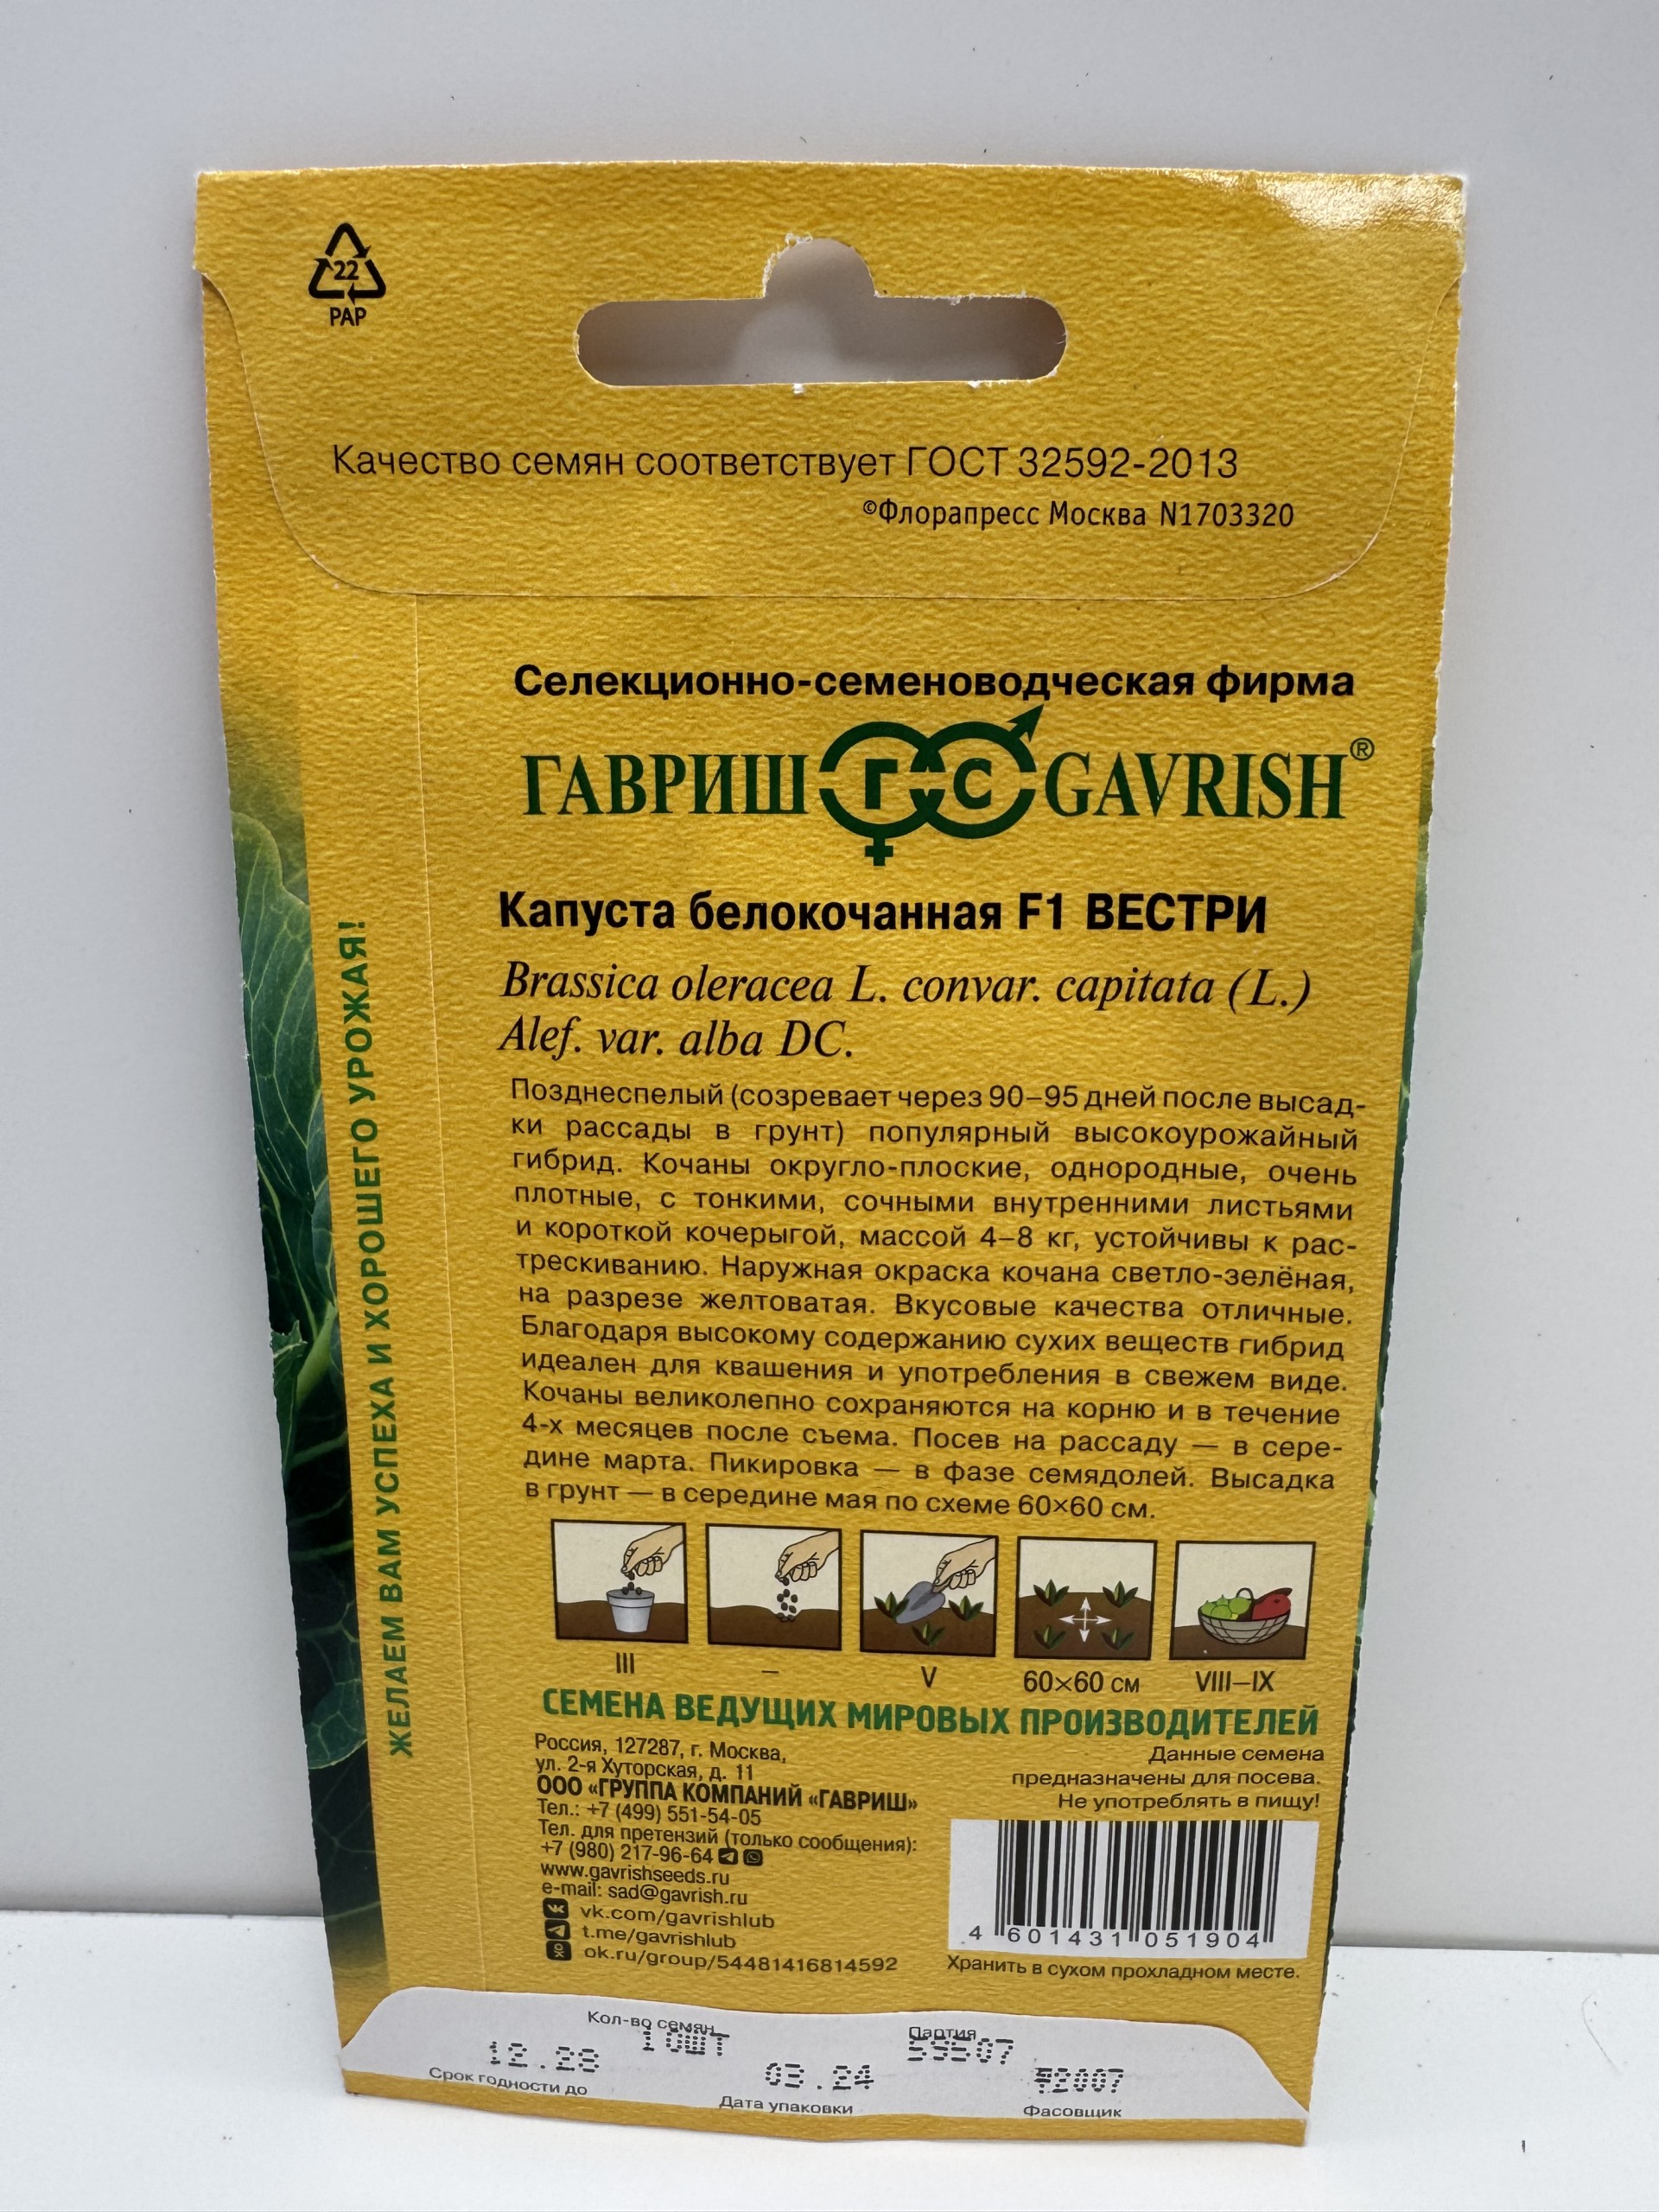 22
PAP
Качество семян соответствует ГОСТ 32592-2013
©Флорапресс Москва N1703320
Селекционно-семеноводческая фирма
ГАВРИШ ГС GAVRISH®
Капуста белокочанная F1 ВЕСТРИ
Brassica oleracea L. convar. capitata (L.)
Alef. var. alba DC.
Позднеспелый (созревает через 90–95 дней после высад-
ки рассады в грунт) популярный высокоурожайный
гибрид. Кочаны округло-плоские, однородные, очень
плотные, с тонкими, сочными внутренними листьями
и короткой кочерыгой, массой 4–8 кг, устойчивы к рас-
трескиванию. Наружная окраска кочана светло-зелёная,
на разрезе желтоватая. Вкусовые качества отличные.
Благодаря высокому содержанию сухих веществ гибрид
идеален для квашения и употребления в свежем виде.
Кочаны великолепно сохраняются на корню и в течение
4-х месяцев после съема. Посев на рассаду — в сере-
дине марта. Пикировка — в фазе семядолей. Высадка
в грунт — в середине мая по схеме 60×60 см.
III – V 60×60 см VIII–IX
СЕМЕНА ВЕДУЩИХ МИРОВЫХ ПРОИЗВОДИТЕЛЕЙ
Россия, 127287, г. Москва,
ул. 2-я Хуторская, д. 11
ООО «ГРУППА КОМПАНИЙ «ГАВРИШ»
Тел.: +7 (499) 551-54-05
Тел. для претензий (только сообщения):
+7 (980) 217-96-64
www.gavrishseeds.ru
e-mail: sad@gavrish.ru
vk.com/gavrishlub
t.me/gavrishlub
ok.ru/group/54481416814592
Данные семена
предназначены для посева.
Не употреблять в пищу!
4 601431 051904
Хранить в сухом прохладном месте.
ЖЕЛАЕМ ВАМ УСПЕХА И ХОРОШЕГО УРОЖАЯ!
Кол-во семян
10ШТ
Партия
59507
12.28
Срок годности до
03.24
Дата упаковки
Фасовщик